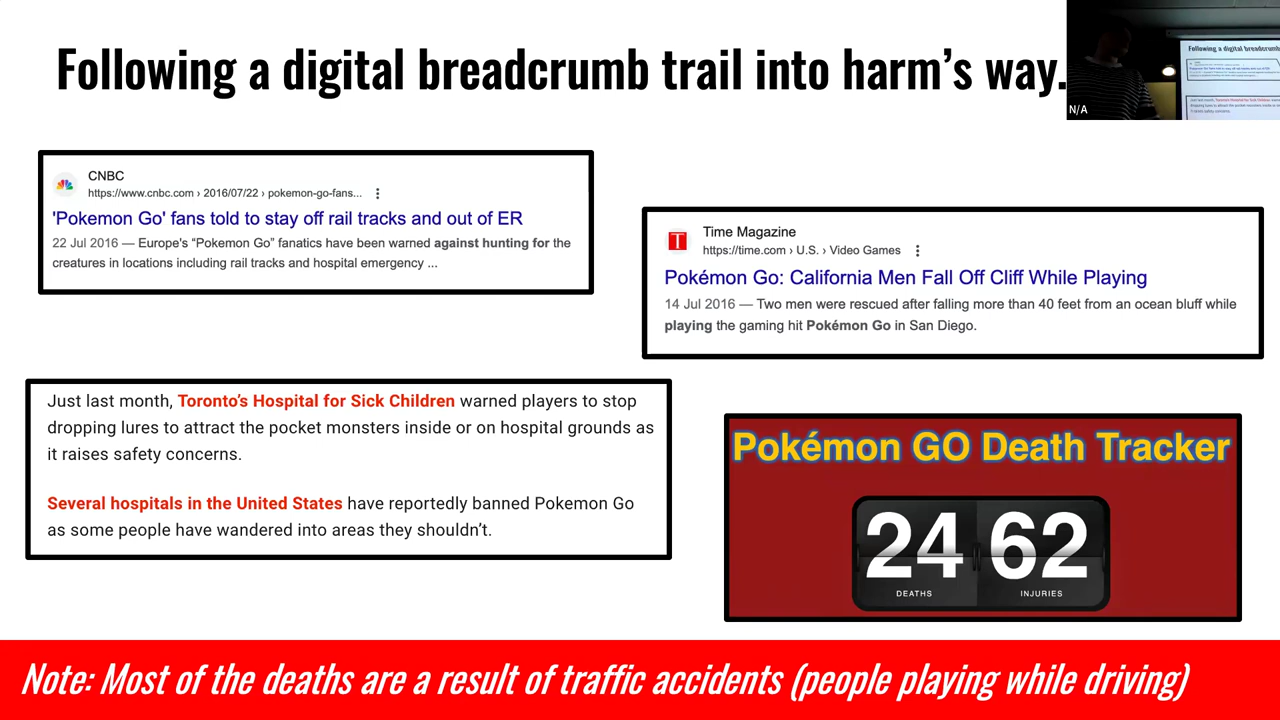 Following a digital breadcrumb trail into harm's way.
N/A
Following a digital breadcrumb
CNBC
https://www.cnbc.com › 2016/07/22 › pokemon-go-fans...
'Pokemon Go' fans told to stay off rail tracks and out of ER
22 Jul 2016 — Europe's "Pokemon Go" fanatics have been warned against hunting for the
creatures in locations including rail tracks and hospital emergency ...
Time Magazine
https://time.com › U.S. › Video Games
Pokémon Go: California Men Fall Off Cliff While Playing
14 Jul 2016 — Two men were rescued after falling more than 40 feet from an ocean bluff while
playing the gaming hit Pokémon Go in San Diego.
Just last month, Toronto's Hospital for Sick Children warned players to stop
dropping lures to attract the pocket monsters inside or on hospital grounds as
it raises safety concerns.
Several hospitals in the United States have reportedly banned Pokemon Go
as some people have wandered into areas they shouldn't.
Pokémon GO Death Tracker
24 62
DEATHS INJURIES
Note: Most of the deaths are a result of traffic accidents (people playing while driving)